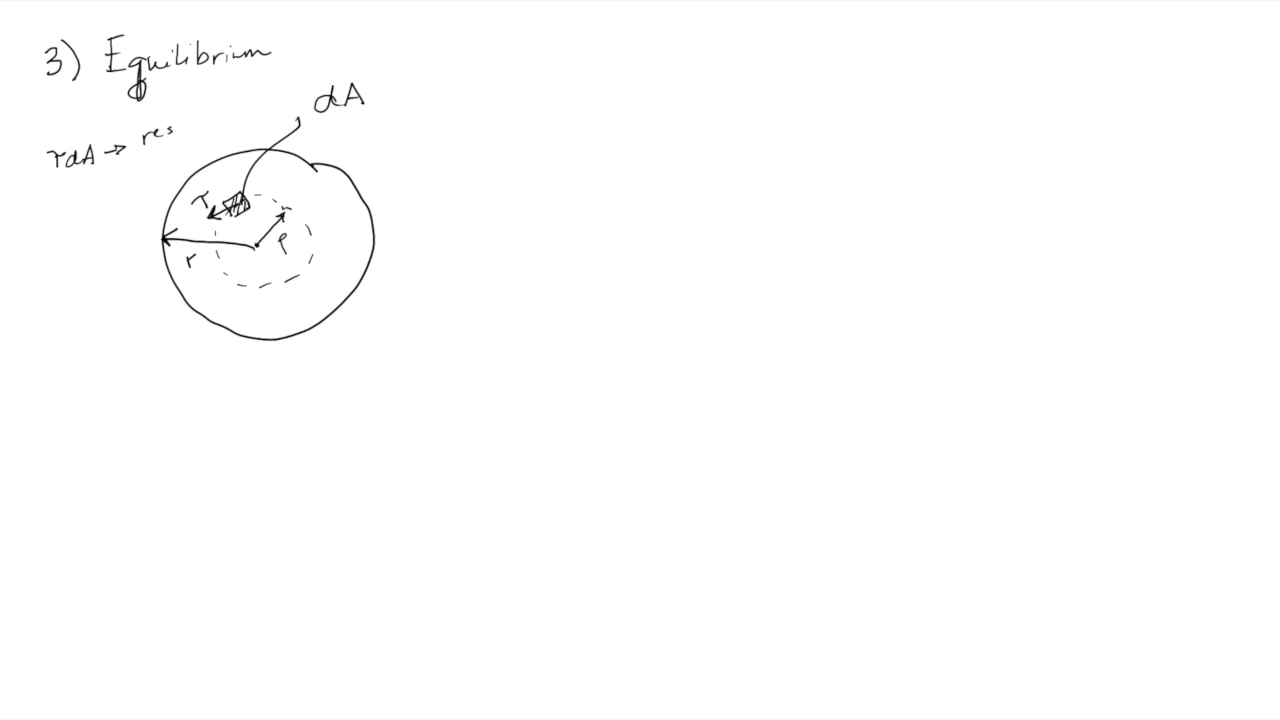 3) Equilibrium
dA
τdA → res
τ
ρ
r